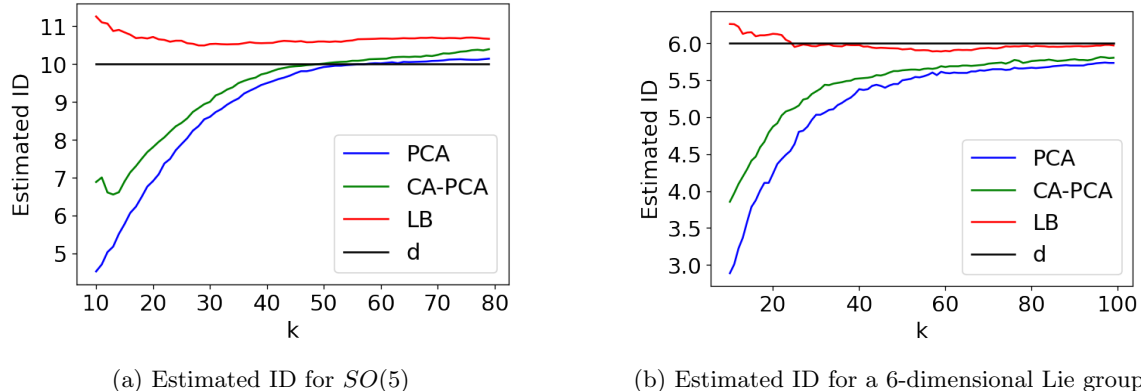 11
10
9
8
7
6
5
Estimated ID
PCA
CA-PCA
LB
d
10 20 30 40 50 60 70 80
k
(a) Estimated ID for SO(5)
6.0
5.5
5.0
4.5
4.0
3.5
3.0
Estimated ID
PCA
CA-PCA
LB
d
20 40 60 80 100
k
(b) Estimated ID for a 6-dimensional Lie group